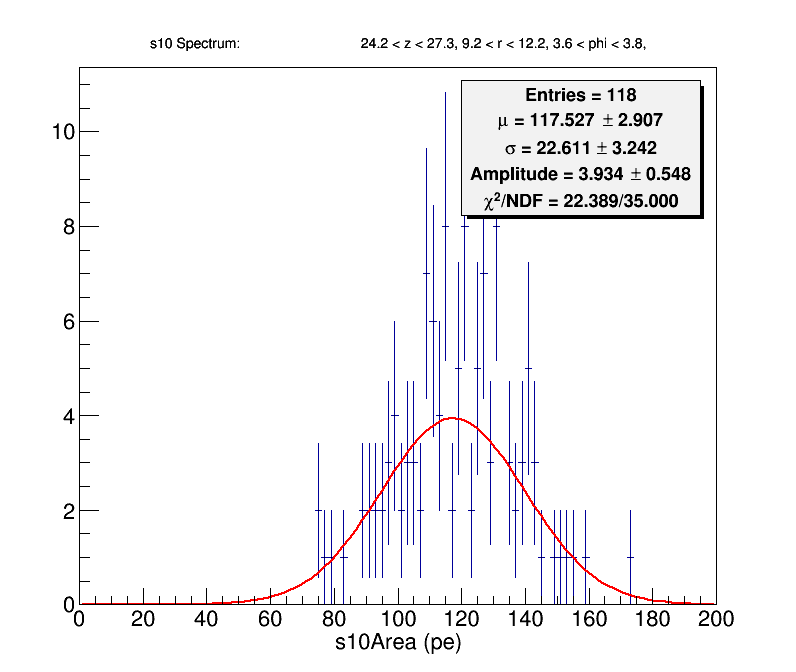 s10 Spectrum: 24.2 < z < 27.3, 9.2 < r < 12.2, 3.6 < phi < 3.8,
Entries = 118
μ = 117.527 ± 2.907
σ = 22.611 ± 3.242
Amplitude = 3.934 ± 0.548
χ²/NDF = 22.389/35.000
10
8
6
4
2
0
0 20 40 60 80 100 120 140 160 180 200
s10Area (pe)